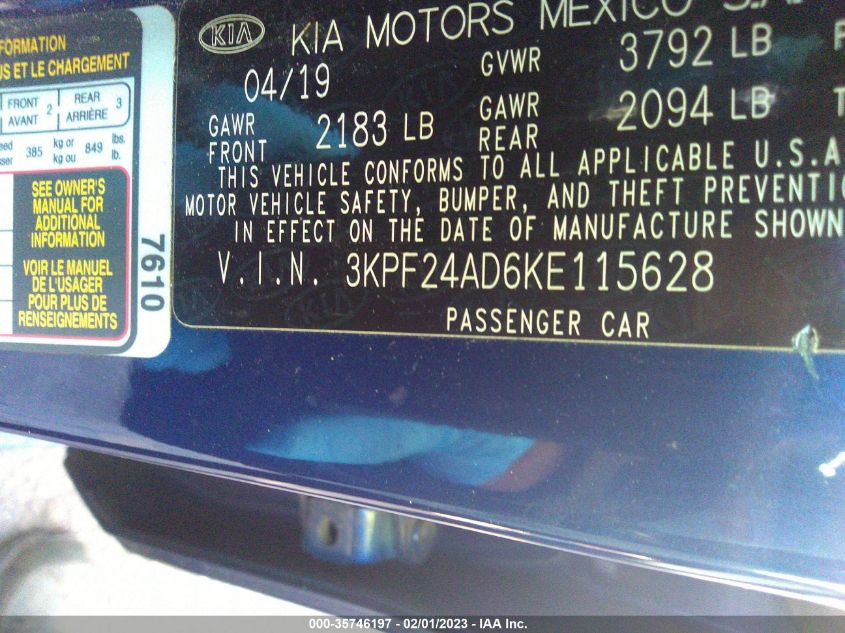 FORMATION
US ET LE CHARGEMENT
FRONT
AVANT 2
REAR
ARRIÈRE 3
385 kg or
kg ou 849 lbs.
lb.
SEE OWNER'S
MANUAL FOR
ADDITIONAL
INFORMATION
VOIR LE MANUEL
DE L'USAGER
POUR PLUS DE
RENSEIGNEMENTS
7610
KIA KIA MOTORS MEXICO S.A.
04/19 GVWR 3792 LB
GAWR
FRONT 2183 LB GAWR
REAR 2094 LB
THIS VEHICLE CONFORMS TO ALL APPLICABLE U.S.A
MOTOR VEHICLE SAFETY, BUMPER, AND THEFT PREVENTIO
IN EFFECT ON THE DATE OF MANUFACTURE SHOWN
V.I.N. 3KPF24AD6KE115628
PASSENGER CAR
000-35746197 - 02/01/2023 - IAA Inc.